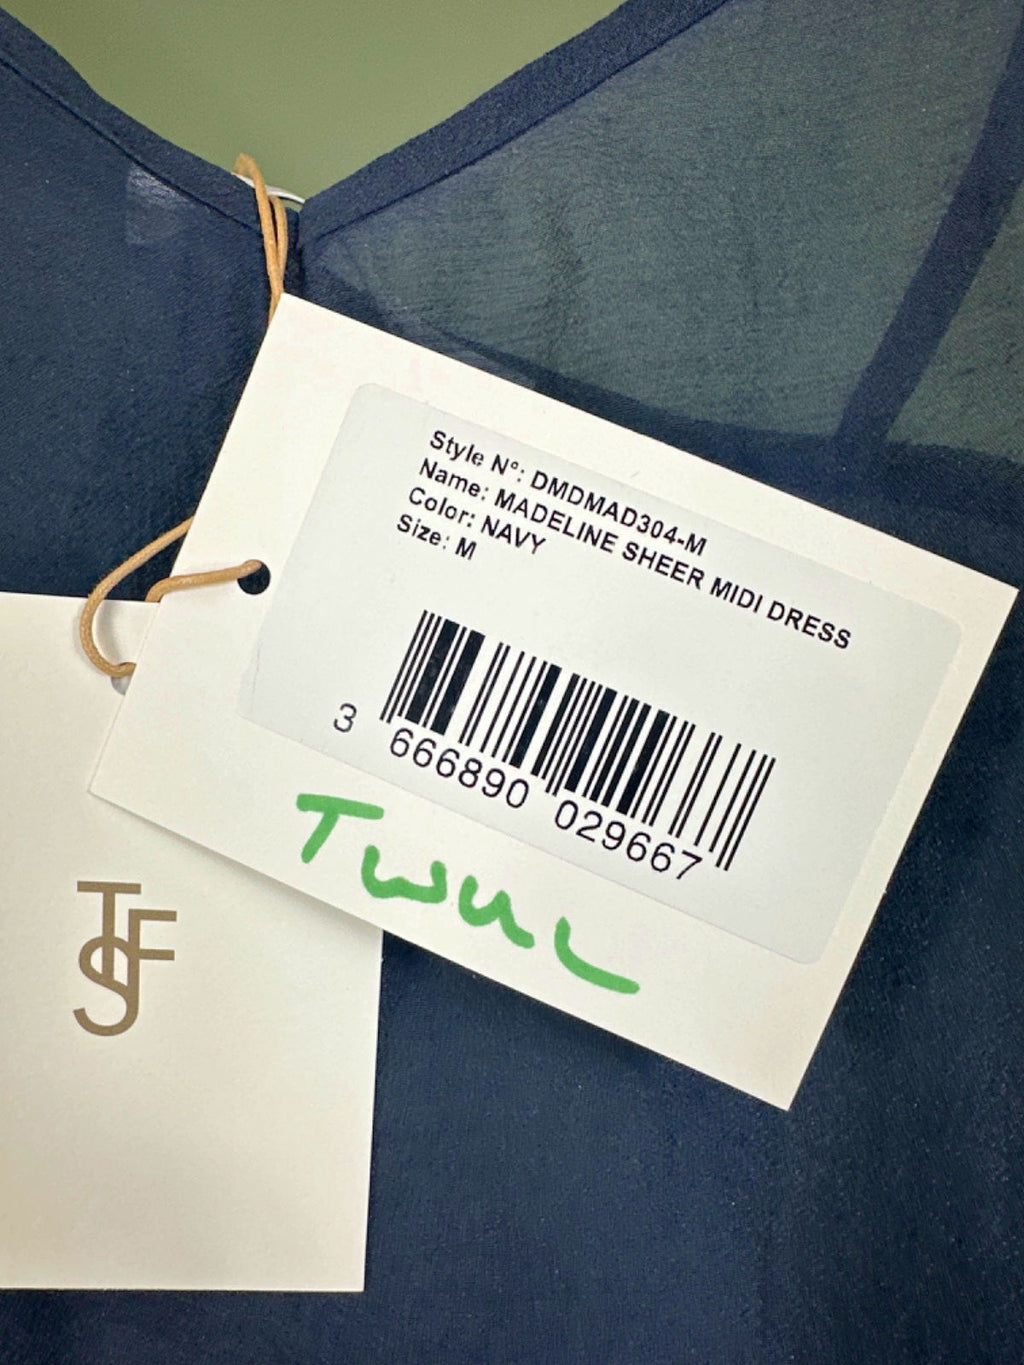 Style N°: DMDMAD304-M
Name: MADELINE SHEER MIDI DRESS
Color: NAVY
Size: M
3 666890 029667
TWUL
TSF